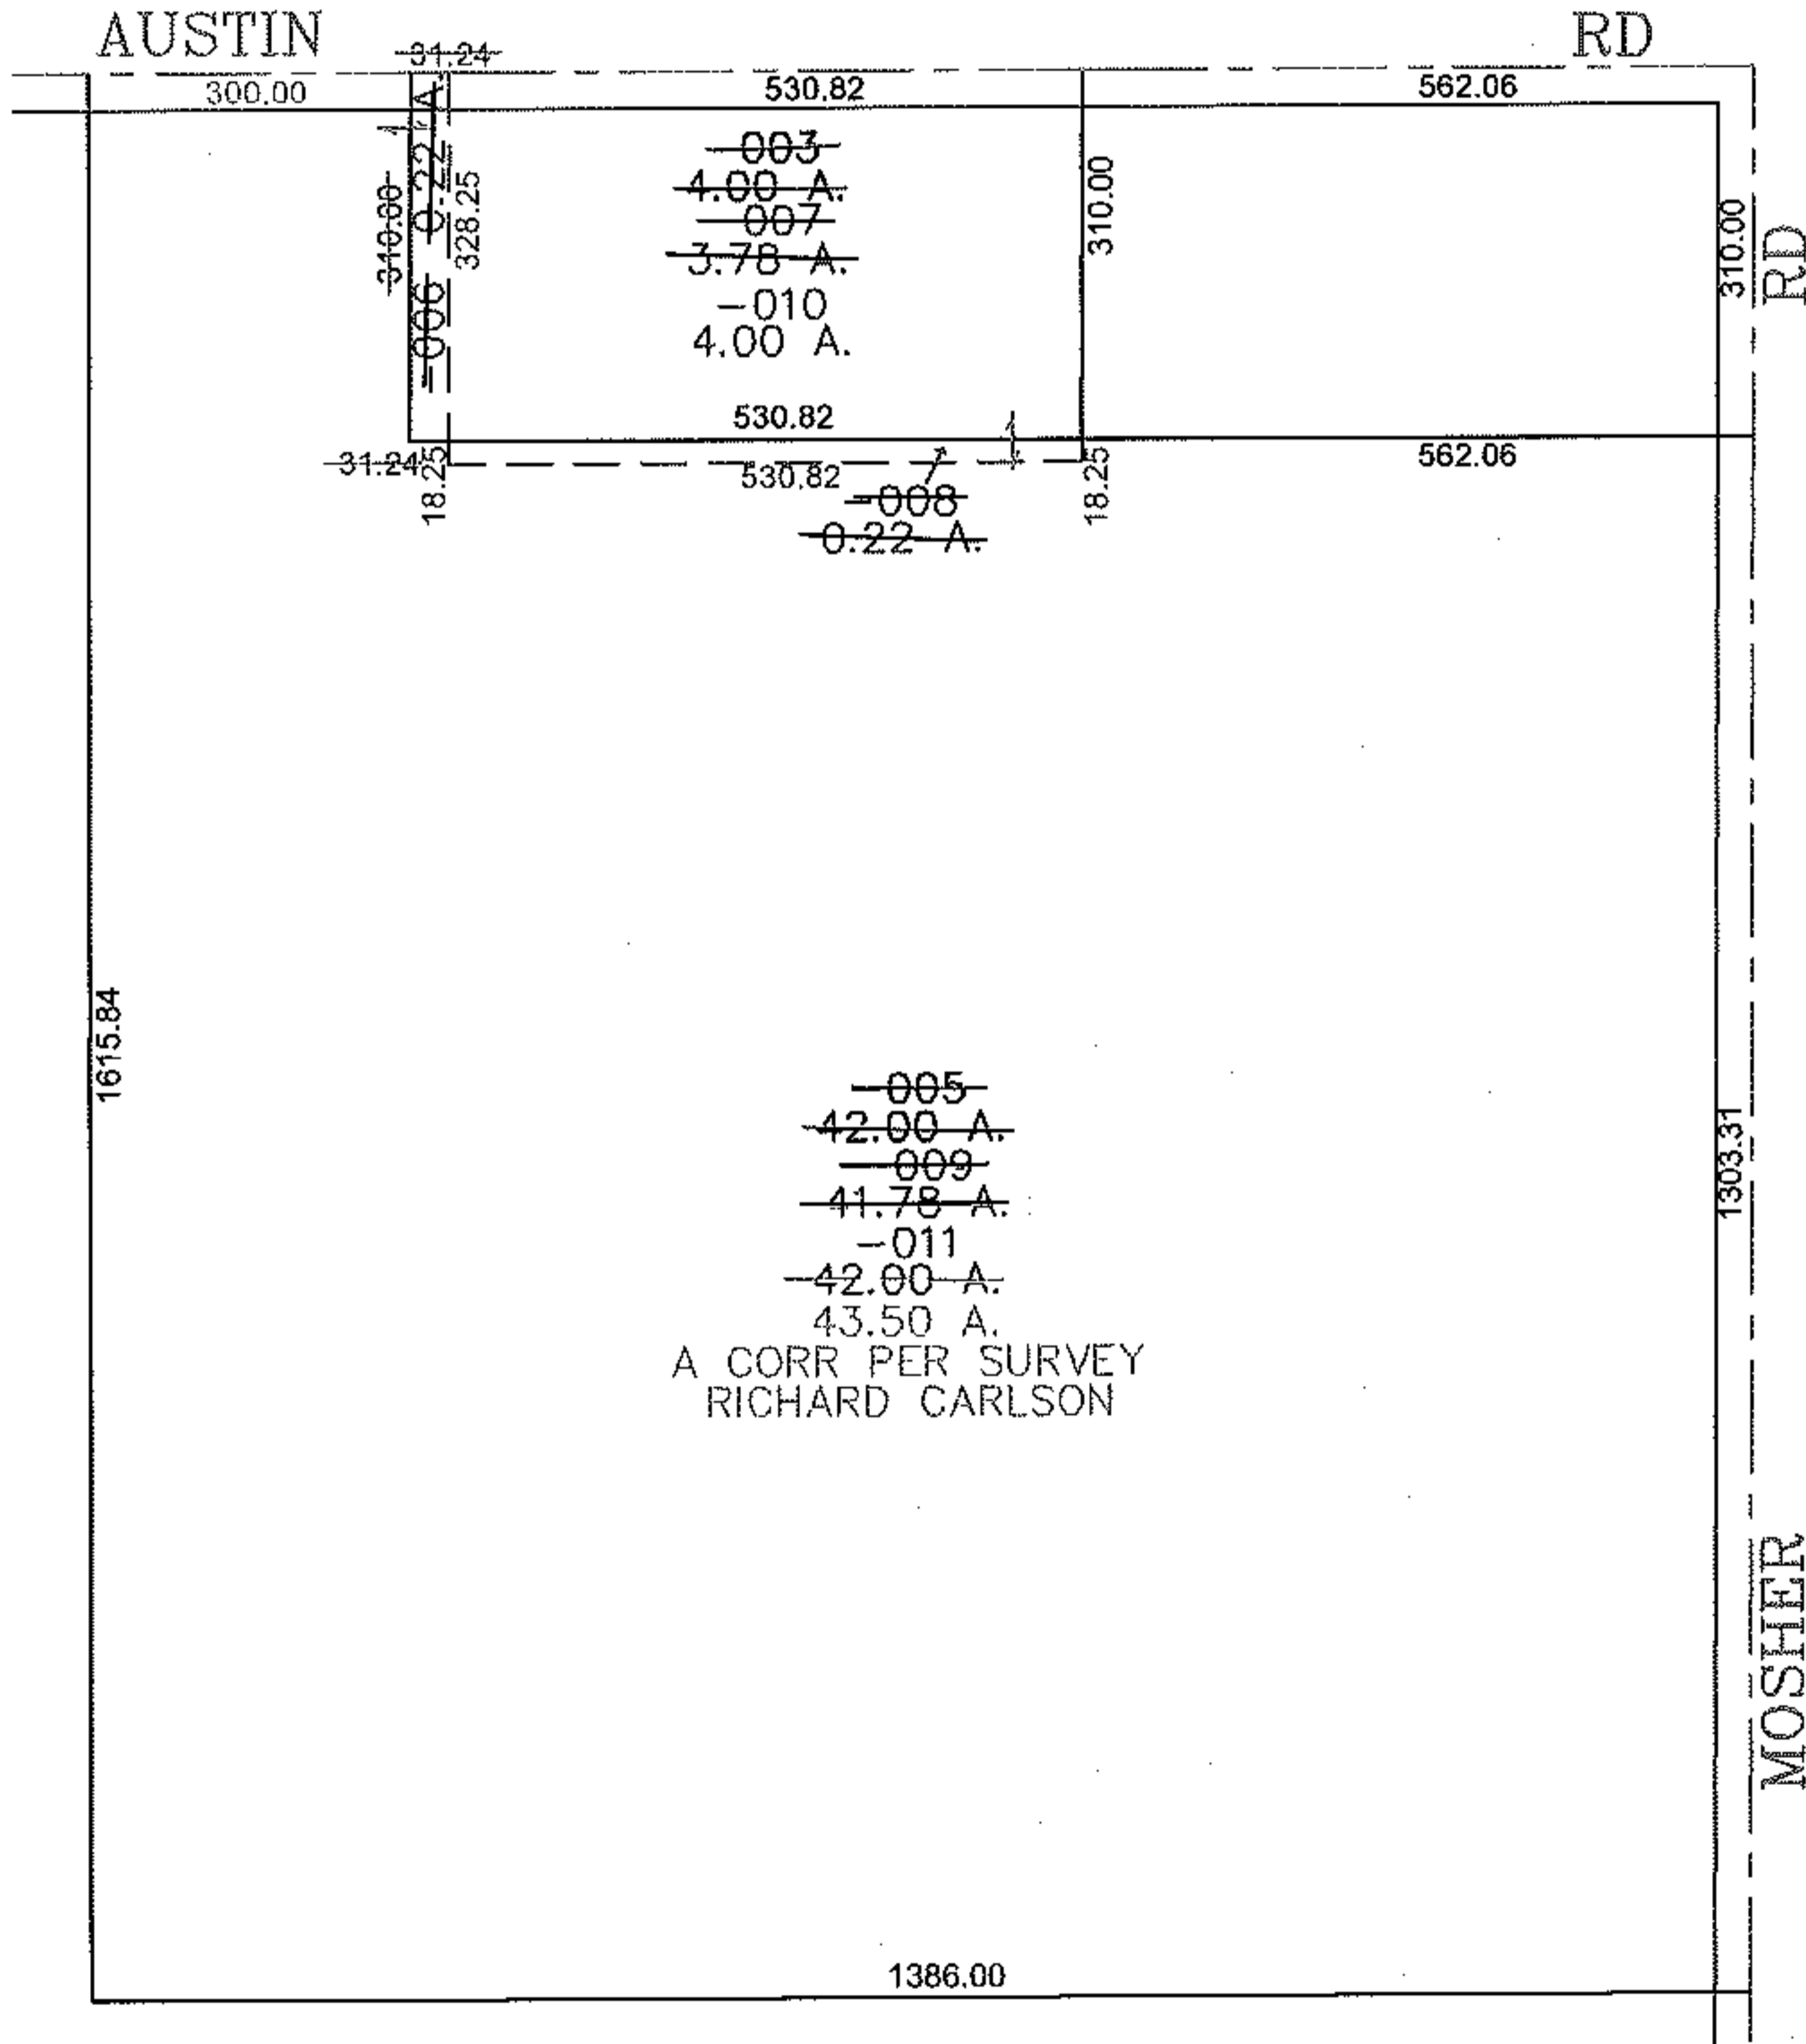 AUSTIN RD
31.24
300.00 530.82 562.06
003
4.00 A.
007
3.78 A.
-010
4.00 A.
310.00
-006 0.22 A.
328.25
310.00
310.00
RD
530.82
31.24
18.25
530.82
18.25
562.06
-008
0.22 A.
1615.84
-005
42.00 A.
009
41.78 A.
-011
42.00 A.
43.50 A.
A CORR PER SURVEY
RICHARD CARLSON
1303.31
MOSHER
1386.00